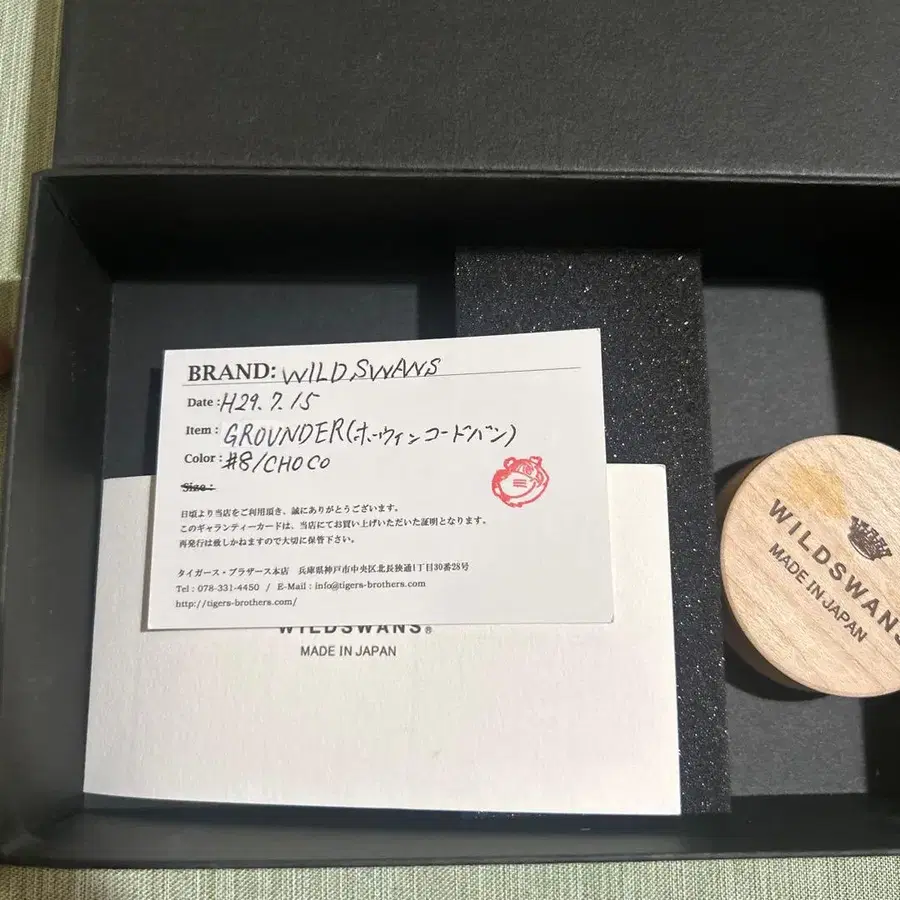 BRAND: WILDSWANS
Date : H29.7.15
Item : GROUNDER(ホーウィンコードバン)
Color : #8/CHOCO
Size :
日頃より当店をご利用頂き、誠にありがとうございます。
このギャランティーカードは、当店にてお買い上げいただいた証明となります。
再発行は致しかねますので大切に保管下さい。
タイガース・ブラザース本店 兵庫県神戸市中央区北長狭通1丁目30番28号
Tel : 078-331-4450 / E-Mail : info@tigers-brothers.com
http://tigers-brothers.com/
WILDSWANS®
MADE IN JAPAN
WILDSWANS
MADE IN JAPAN